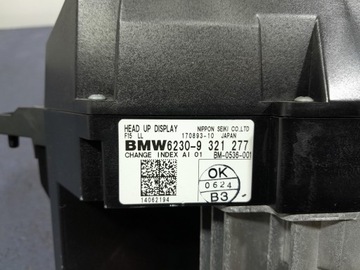 HEAD UP DISPLAY NIPPON SEIKI CO.,LTD
F15 LL 170893-10 JAPAN
BMW6230-9 321 277
CHANGE INDEX AI 01 BM-0536-001
OK
0624
B3
14062194